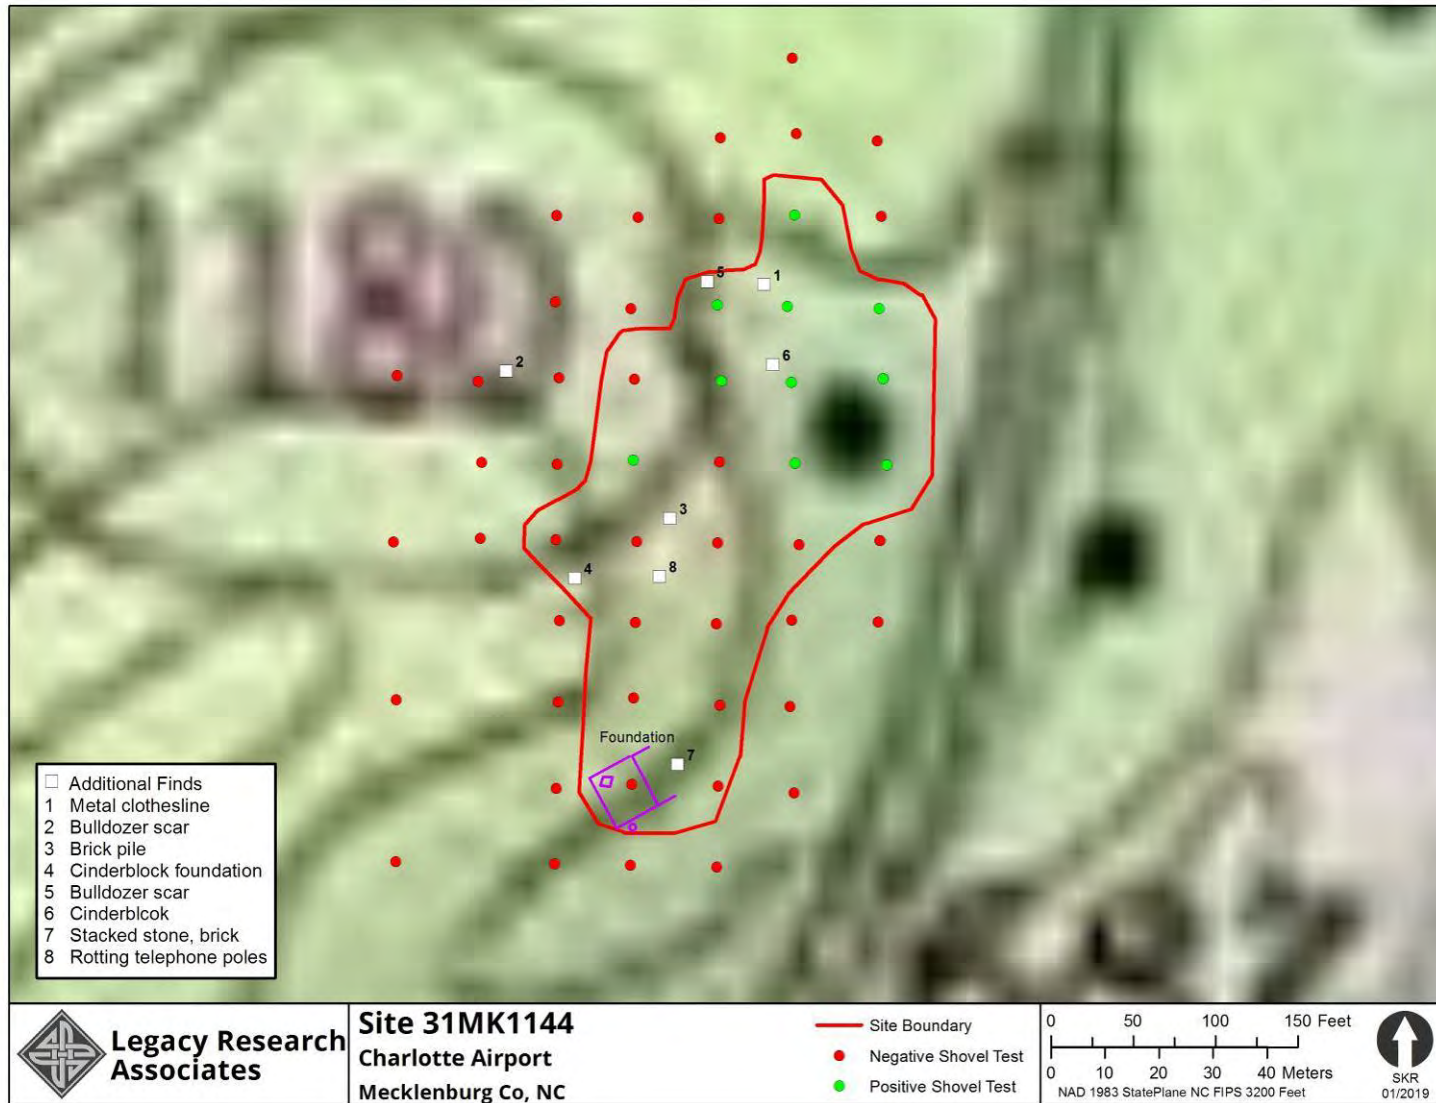 5
1
6
2
3
4
8
Foundation
7
Additional Finds
1 Metal clothesline
2 Bulldozer scar
3 Brick pile
4 Cinderblock foundation
5 Bulldozer scar
6 Cinderblcok
7 Stacked stone, brick
8 Rotting telephone poles
Legacy Research
Associates
Site 31MK1144
Charlotte Airport
Mecklenburg Co, NC
Site Boundary
Negative Shovel Test
Positive Shovel Test
0 50 100 150 Feet
0 10 20 30 40 Meters
NAD 1983 StatePlane NC FIPS 3200 Feet
SKR
01/2019